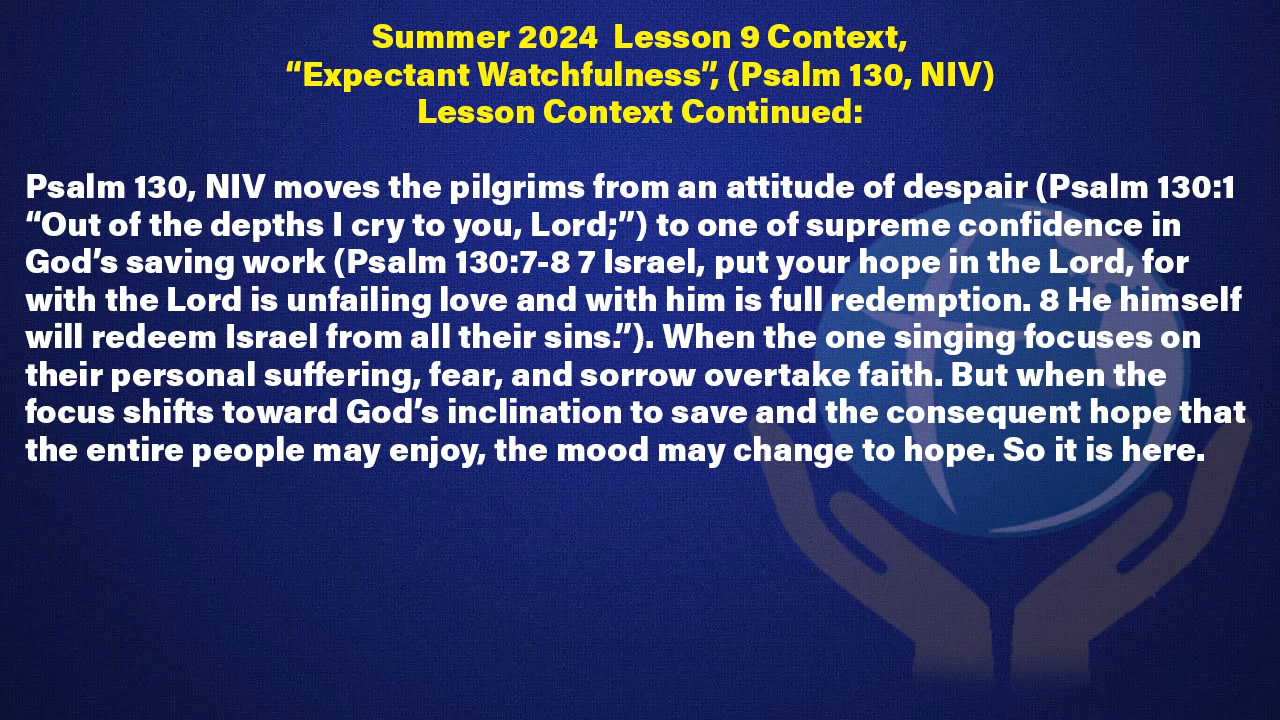 Summer 2024  Lesson 9 Context,
“Expectant Watchfulness”, (Psalm 130, NIV)
Lesson Context Continued:
Psalm 130, NIV moves the pilgrims from an attitude of despair (Psalm 130:1
“Out of the depths I cry to you, Lord;”) to one of supreme confidence in
God’s saving work (Psalm 130:7-8 7 Israel, put your hope in the Lord, for
with the Lord is unfailing love and with him is full redemption. 8 He himself
will redeem Israel from all their sins.”). When the one singing focuses on
their personal suffering, fear, and sorrow overtake faith. But when the
focus shifts toward God’s inclination to save and the consequent hope that
the entire people may enjoy, the mood may change to hope. So it is here.